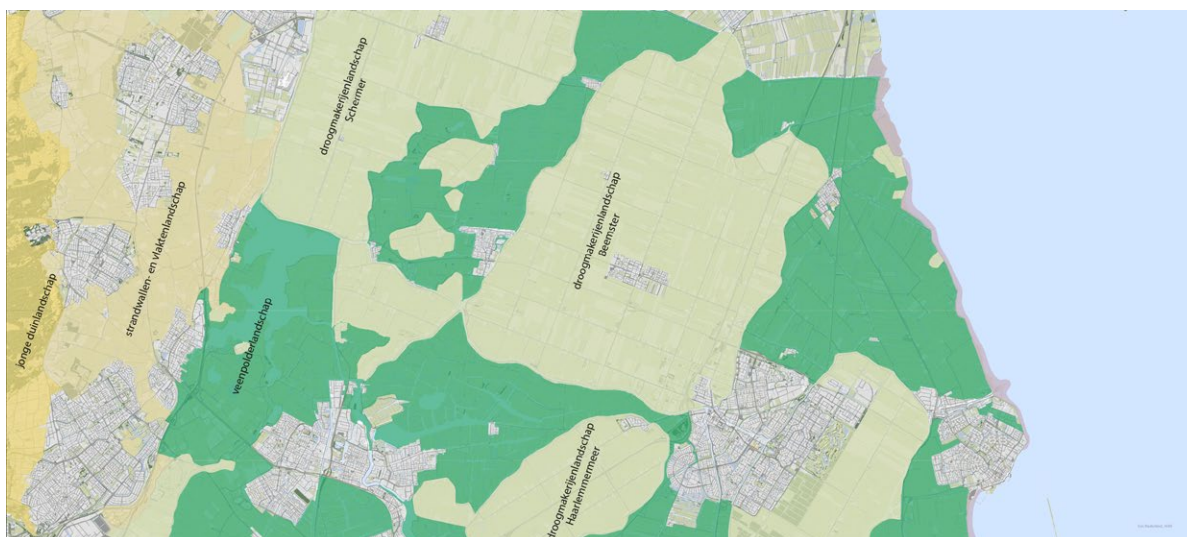 jonge duinlandschap
strandwallen- en vlaktenlandschap
veenpolderlandschap
droogmakerijenlandschap
Schermer
droogmakerijenlandschap
Beemster
droogmakerijenlandschap
Haarlemmermeer